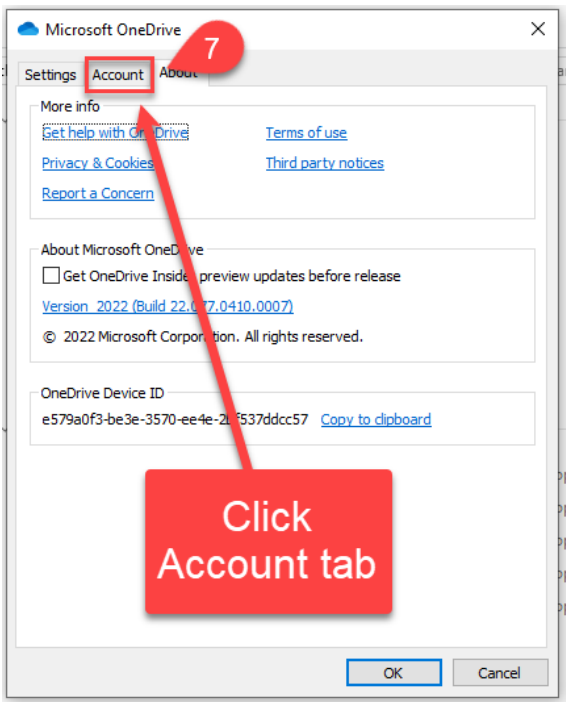 Microsoft OneDrive
7
Settings Account About
More info
Get help with OneDrive Terms of use
Privacy & Cookies Third party notices
Report a Concern
About Microsoft OneDrive
Get OneDrive Insider preview updates before release
Version 2022 (Build 22.077.0410.0007)
© 2022 Microsoft Corporation. All rights reserved.
OneDrive Device ID
Copy to clipboard
Click
Account tab
OK Cancel